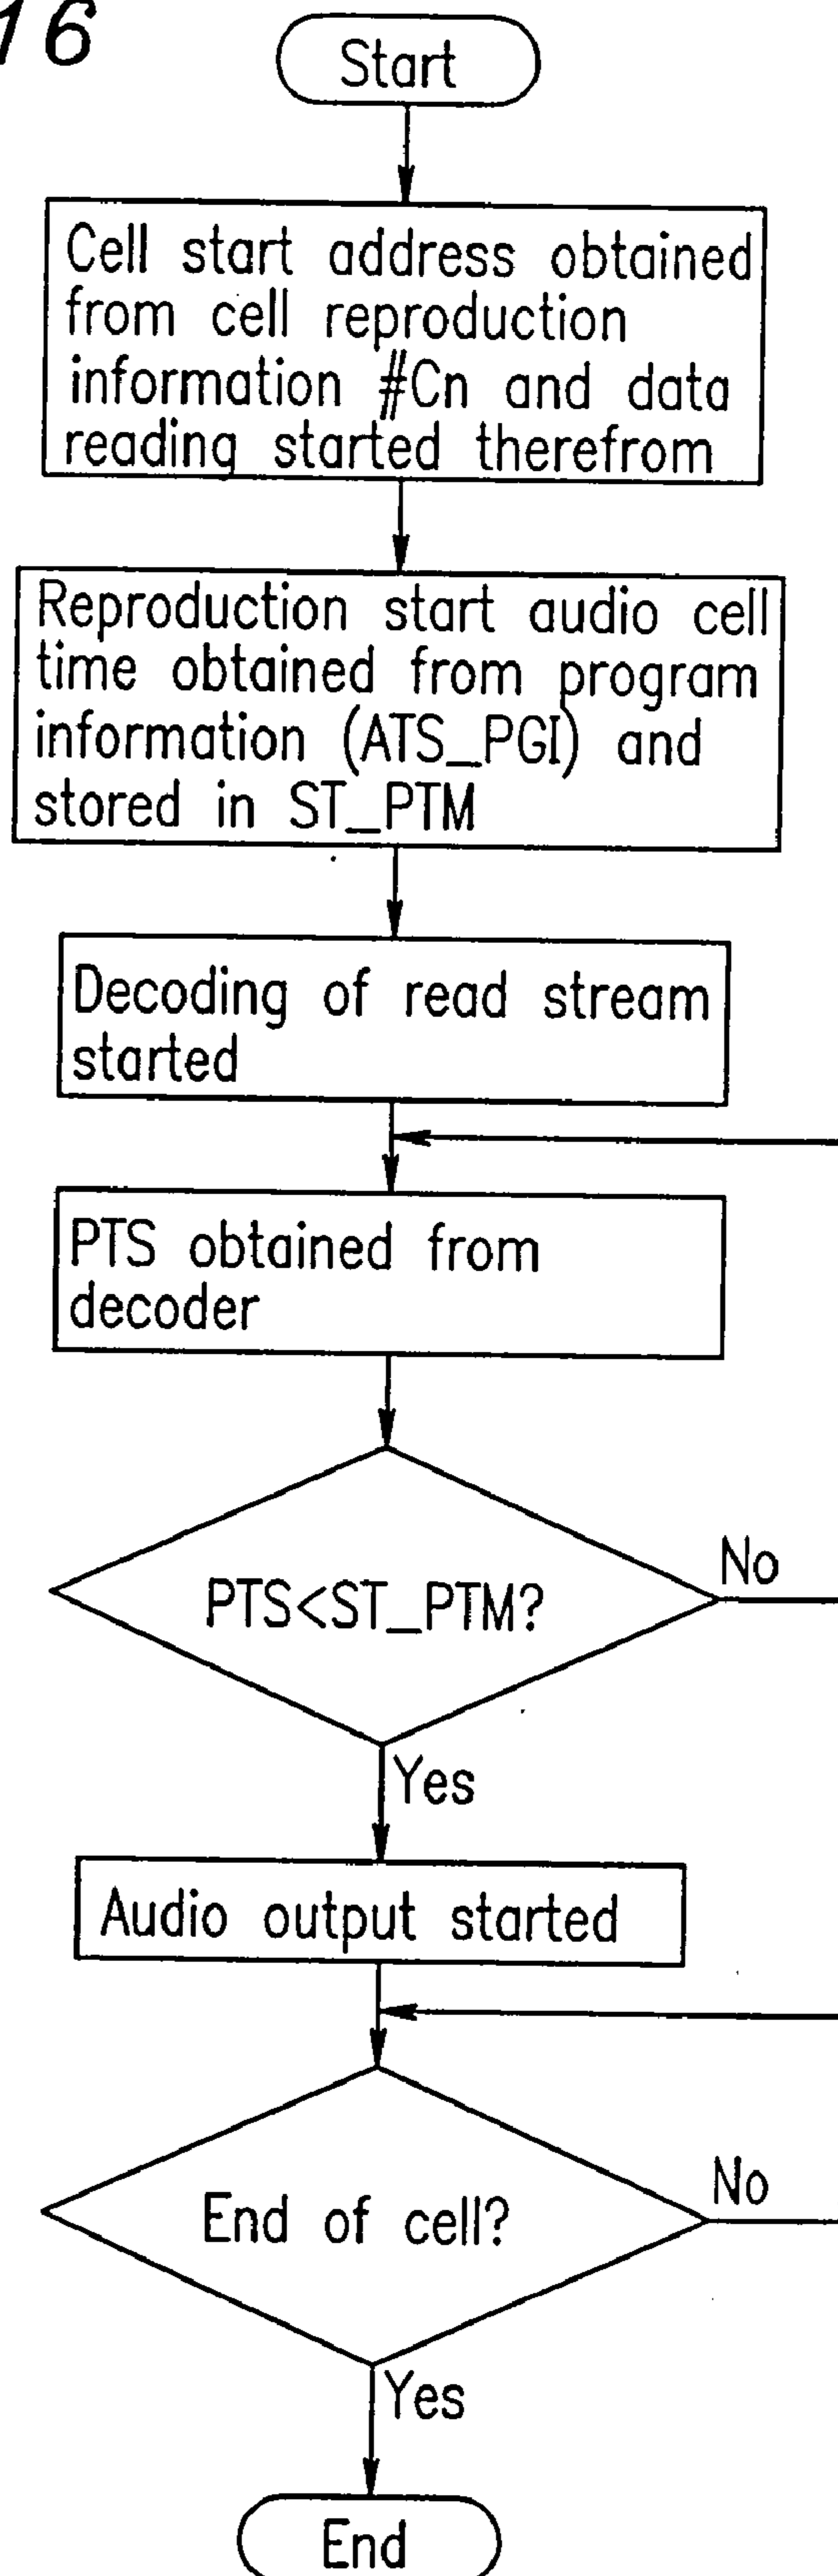 16
Start
Cell start address obtained
from cell reproduction
information #Cn and data
reading started therefrom
Reproduction start audio cell
time obtained from program
information (ATS_PGI) and
stored in ST_PTM
Decoding of read stream
started
PTS obtained from
decoder
PTS<ST_PTM?
No
Yes
Audio output started
End of cell?
No
Yes
End